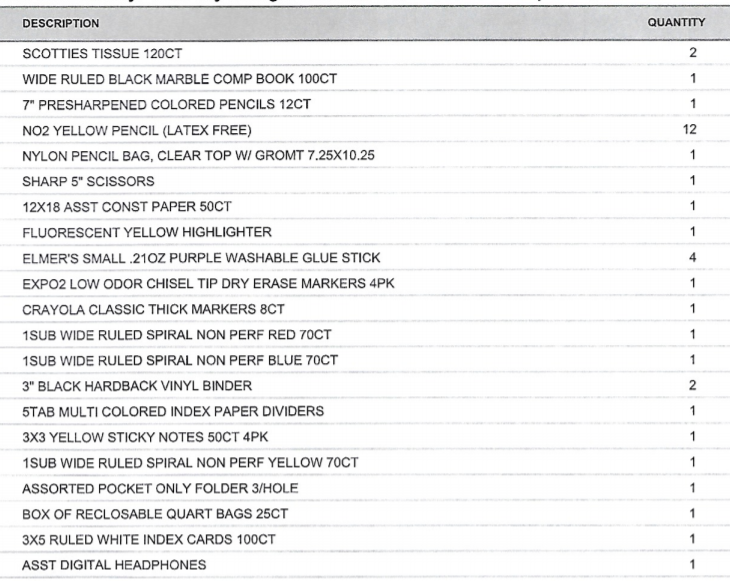 DESCRIPTION QUANTITY
SCOTTIES TISSUE 120CT 2
WIDE RULED BLACK MARBLE COMP BOOK 100CT 1
7" PRESHARPENED COLORED PENCILS 12CT 1
NO2 YELLOW PENCIL (LATEX FREE) 12
NYLON PENCIL BAG, CLEAR TOP W/ GROMT 7.25X10.25 1
SHARP 5" SCISSORS 1
12X18 ASST CONST PAPER 50CT 1
FLUORESCENT YELLOW HIGHLIGHTER 1
ELMER'S SMALL .21OZ PURPLE WASHABLE GLUE STICK 4
EXPO2 LOW ODOR CHISEL TIP DRY ERASE MARKERS 4PK 1
CRAYOLA CLASSIC THICK MARKERS 8CT 1
1SUB WIDE RULED SPIRAL NON PERF RED 70CT 1
1SUB WIDE RULED SPIRAL NON PERF BLUE 70CT 1
3" BLACK HARDBACK VINYL BINDER 2
5TAB MULTI COLORED INDEX PAPER DIVIDERS 1
3X3 YELLOW STICKY NOTES 50CT 4PK 1
1SUB WIDE RULED SPIRAL NON PERF YELLOW 70CT 1
ASSORTED POCKET ONLY FOLDER 3/HOLE 1
BOX OF RECLOSABLE QUART BAGS 25CT 1
3X5 RULED WHITE INDEX CARDS 100CT 1
ASST DIGITAL HEADPHONES 1